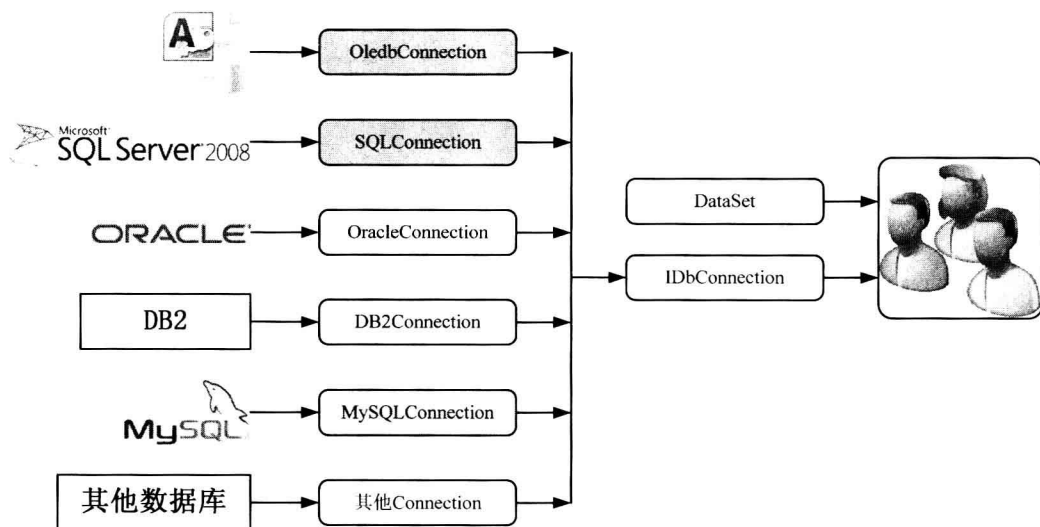 A
OledbConnection
Microsoft
SQL Server 2008
SQLConnection
ORACLE
OracleConnection
DB2
DB2Connection
MySQL
MySQLConnection
其他数据库
其他Connection
DataSet
IDbConnection